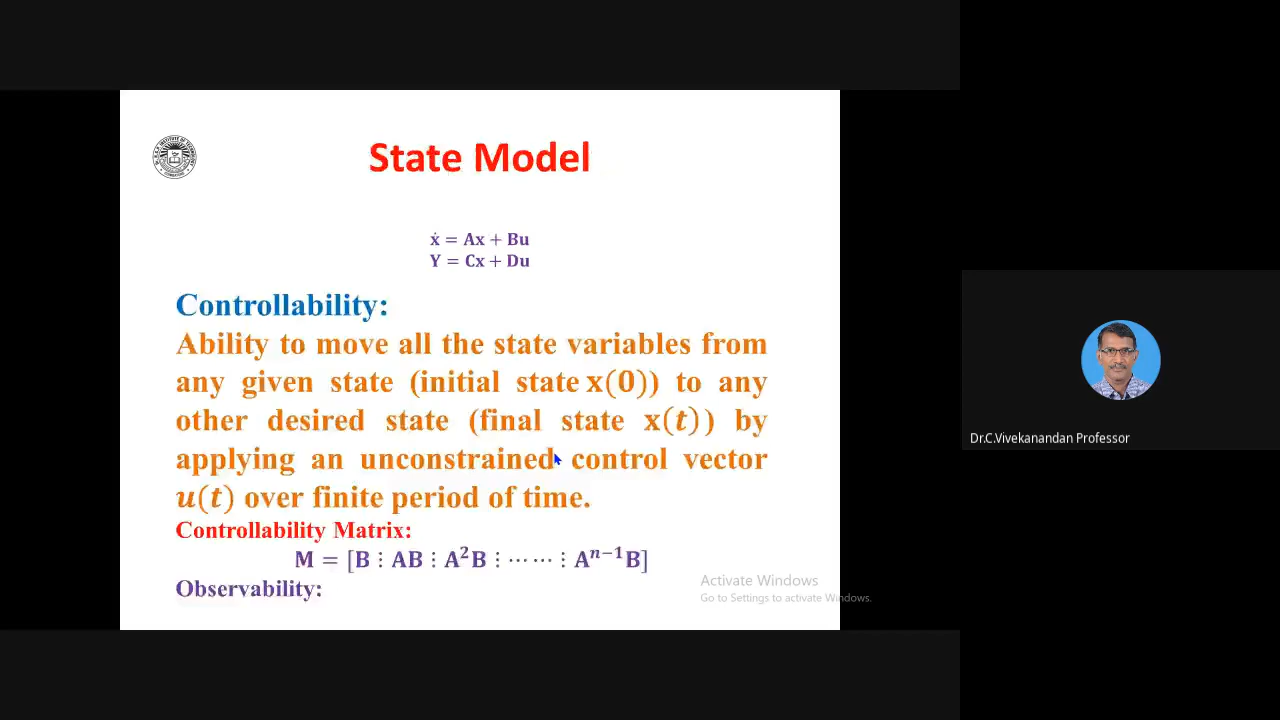 State Model
ẋ = Ax + Bu
Y = Cx + Du
Controllability:
Ability to move all the state variables from
any given state (initial state x(0)) to any
other desired state (final state x(t)) by
applying an unconstrained control vector
u(t) over finite period of time.
Controllability Matrix:
M = [B ⋮ AB ⋮ A²B ⋮ ⋯⋯ ⋮ Aⁿ⁻¹B]
Observability:
Activate Windows
Go to Settings to activate Windows.
Dr.C.Vivekanandan Professor